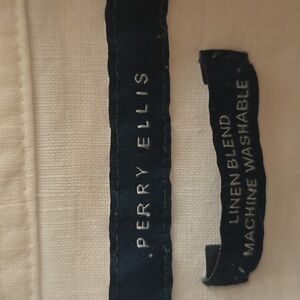 PERRY ELLIS
LINEN BLEND
MACHINE WASHABLE